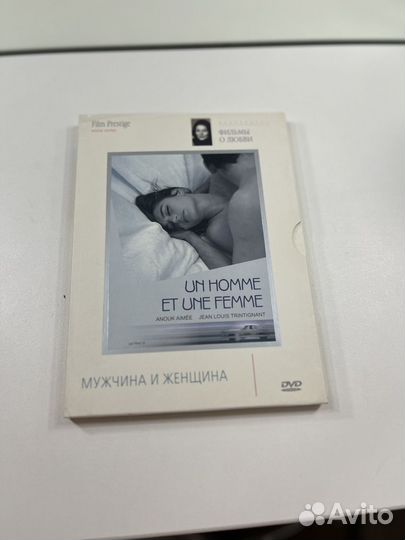 Film Prestige
ФИЛЬМЫ
О ЛЮБВИ
UN HOMME
ET UNE FEMME
ANOUK AIMÉE JEAN LOUIS TRINTIGNANT
МУЖЧИНА И ЖЕНЩИНА
DVD
Avito